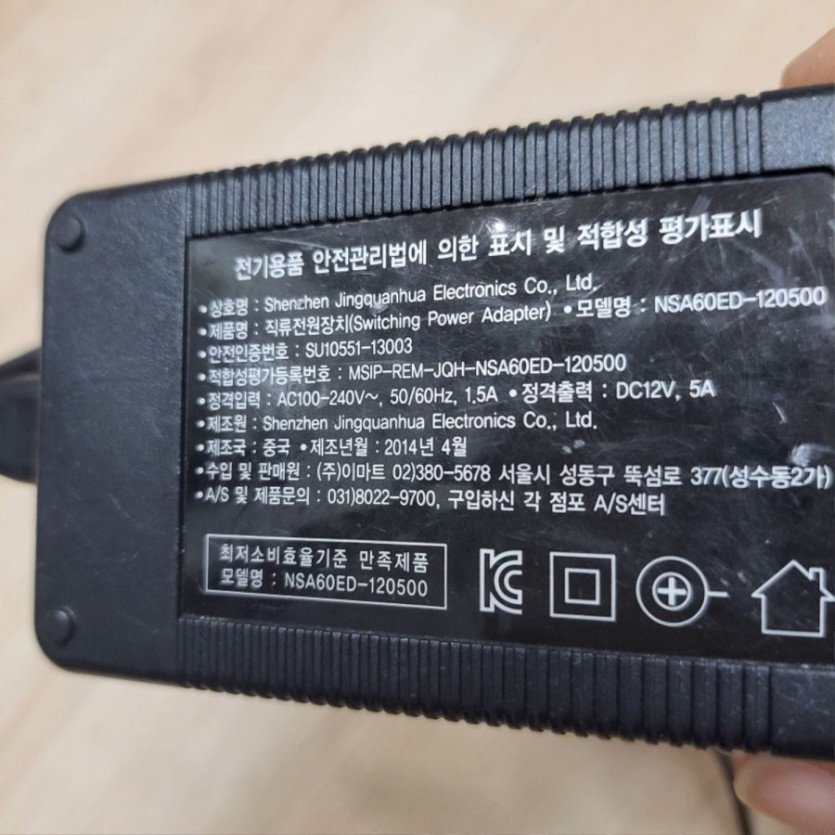 전기용품 안전관리법에 의한 표시 및 적합성 평가표시
•상호명 : Shenzhen Jingquanhua Electronics Co., Ltd.
•제품명 : 직류전원장치(Switching Power Adapter) •모델명 : NSA60ED-120500
•안전인증번호 : SU10551-13003
•적합성평가등록번호 : MSIP-REM-JQH-NSA60ED-120500
•정격입력 : AC100-240V~, 50/60Hz, 1.5A •정격출력 : DC12V, 5A
•제조원 : Shenzhen Jingquanhua Electronics Co., Ltd.
•제조국 : 중국 •제조년월 : 2014년 4월
•수입 및 판매원 : (주)이마트 02)380-5678 서울시 성동구 뚝섬로 377(성수동2가)
•A/S 및 제품문의 : 031)8022-9700, 구입하신 각 점포 A/S센터
최저소비효율기준 만족제품
모델명 : NSA60ED-120500